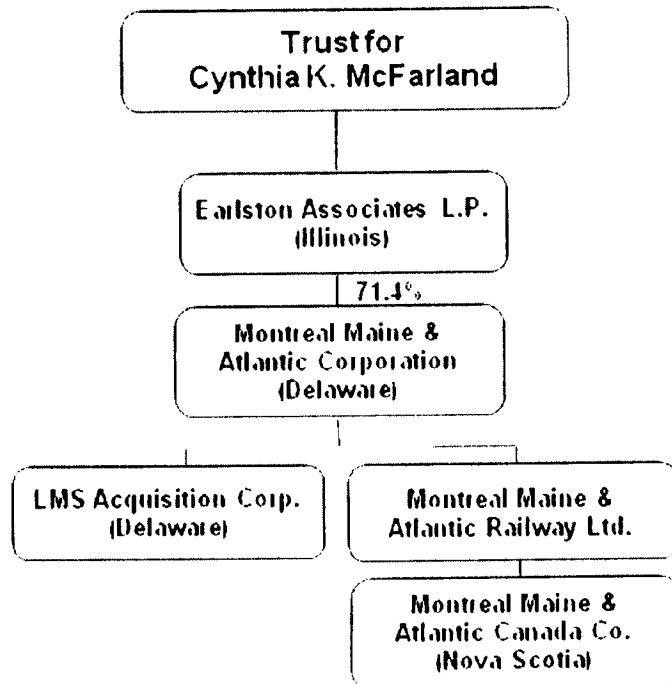 Trust for
Cynthia K. McFarland
Earlston Associates L.P.
(Illinois)
71.4%
Montreal Maine &
Atlantic Corporation
(Delaware)
LMS Acquisition Corp.
(Delaware)
Montreal Maine &
Atlantic Railway Ltd.
Montreal Maine &
Atlantic Canada Co.
(Nova Scotia)